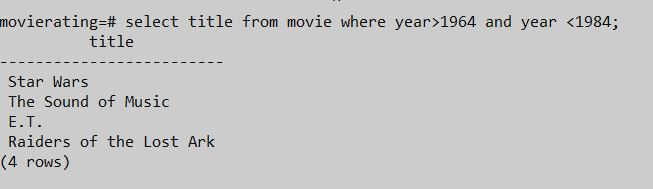 movierating=# select title from movie where year>1964 and year <1984;
title
-------------------------
Star Wars
The Sound of Music
E.T.
Raiders of the Lost Ark
(4 rows)